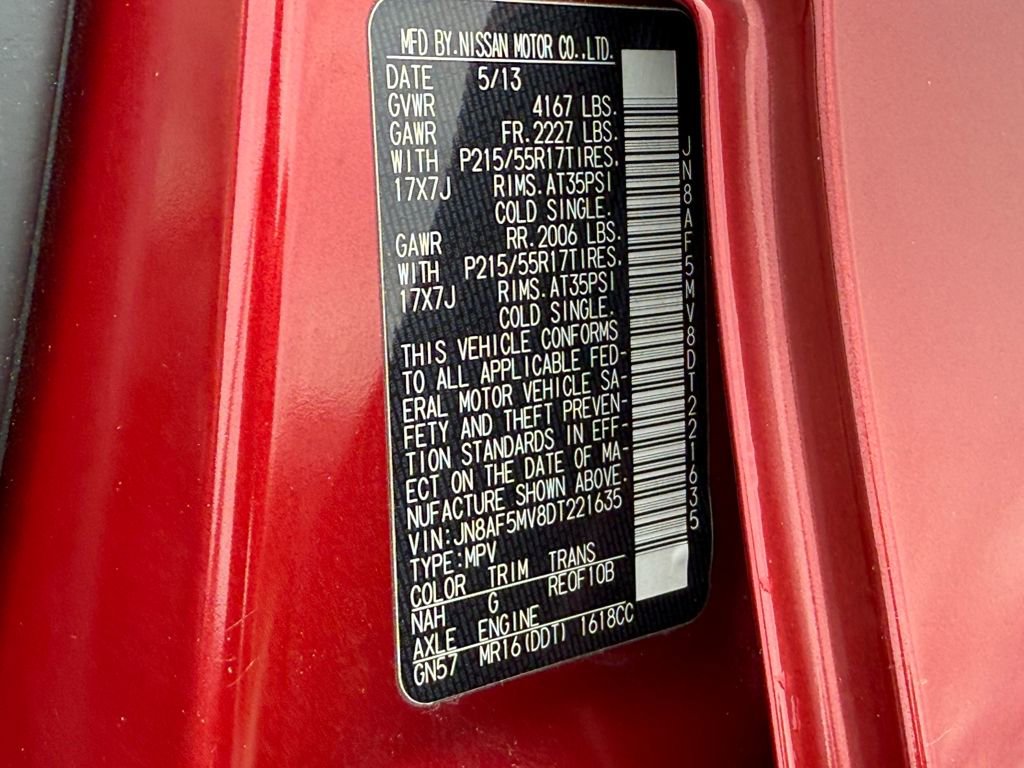 MFD BY.NISSAN MOTOR CO.,LTD.
DATE 5/13
GVWR 4167 LBS.
GAWR FR.2227 LBS.
WITH P215/55R17TIRES.
17X7J RIMS.AT35PSI
COLD SINGLE.
GAWR RR.2006 LBS.
WITH P215/55R17TIRES.
17X7J RIMS.AT35PSI
COLD SINGLE.
THIS VEHICLE CONFORMS
TO ALL APPLICABLE FED-
ERAL MOTOR VEHICLE SA-
FETY AND THEFT PREVEN-
TION STANDARDS IN EFF-
ECT ON THE DATE OF MA-
NUFACTURE SHOWN ABOVE.
VIN:JN8AF5MV8DT221635
TYPE:MPV
COLOR TRIM TRANS
NAH G REOF10B
AXLE ENGINE
GN57 MR16(DDT) 1618CC
JN8AF5MV8DT221635